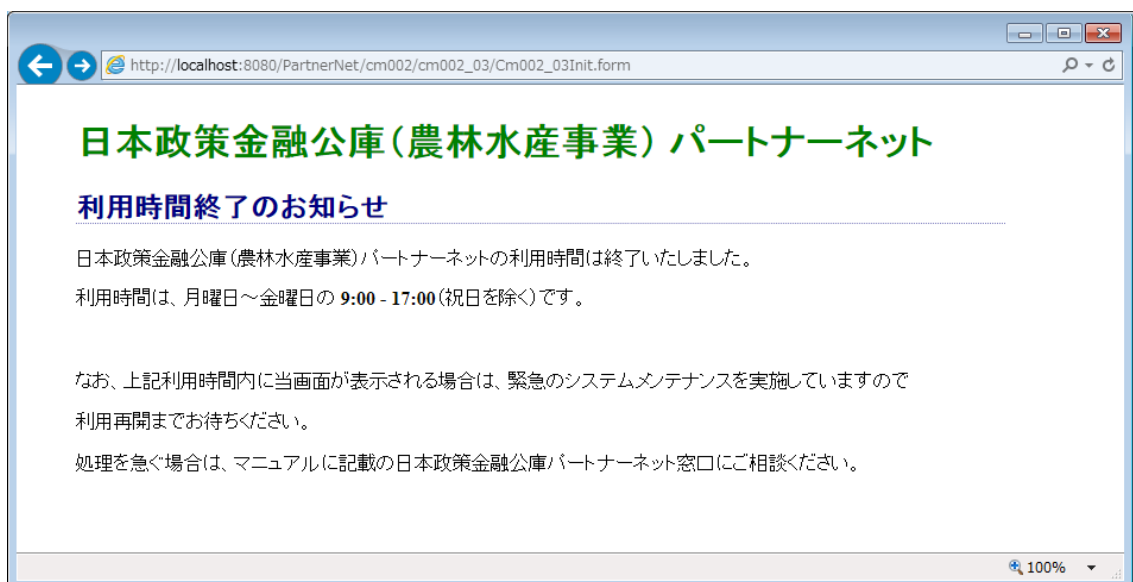 http://localhost:8080/PartnerNet/cm002/cm002_03/Cm002_03Init.form
日本政策金融公庫（農林水産事業） パートナーネット
利用時間終了のお知らせ
日本政策金融公庫（農林水産事業）パートナーネットの利用時間は終了いたしました。
利用時間は、月曜日～金曜日の 9:00 - 17:00（祝日を除く）です。
なお、上記利用時間内に当画面が表示される場合は、緊急のシステムメンテナンスを実施していますので
利用再開までお待ちください。
処理を急ぐ場合は、マニュアルに記載の日本政策金融公庫パートナーネット窓口にご相談ください。
100%